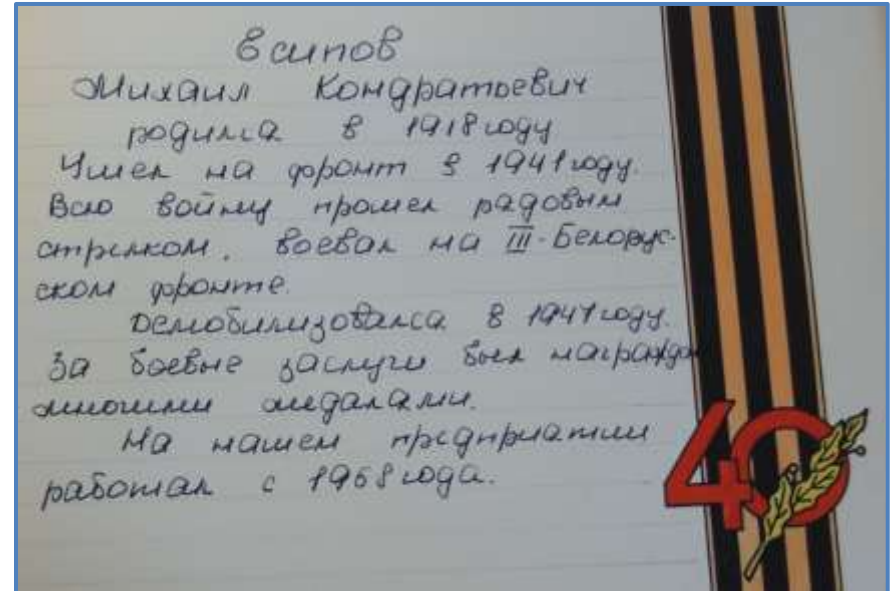 Есипов
Михаил Кондратьевич
родился в 1918 году
Ушел на фронт в 1941 году.
Всю войну прошел рядовым
стрелком, воевал на III-Белорус-
ском фронте.
Демобилизовался в 1947 году.
За боевые заслуги был награжден
многими медалями.
На нашем предприятии
работал с 1968 года.
40